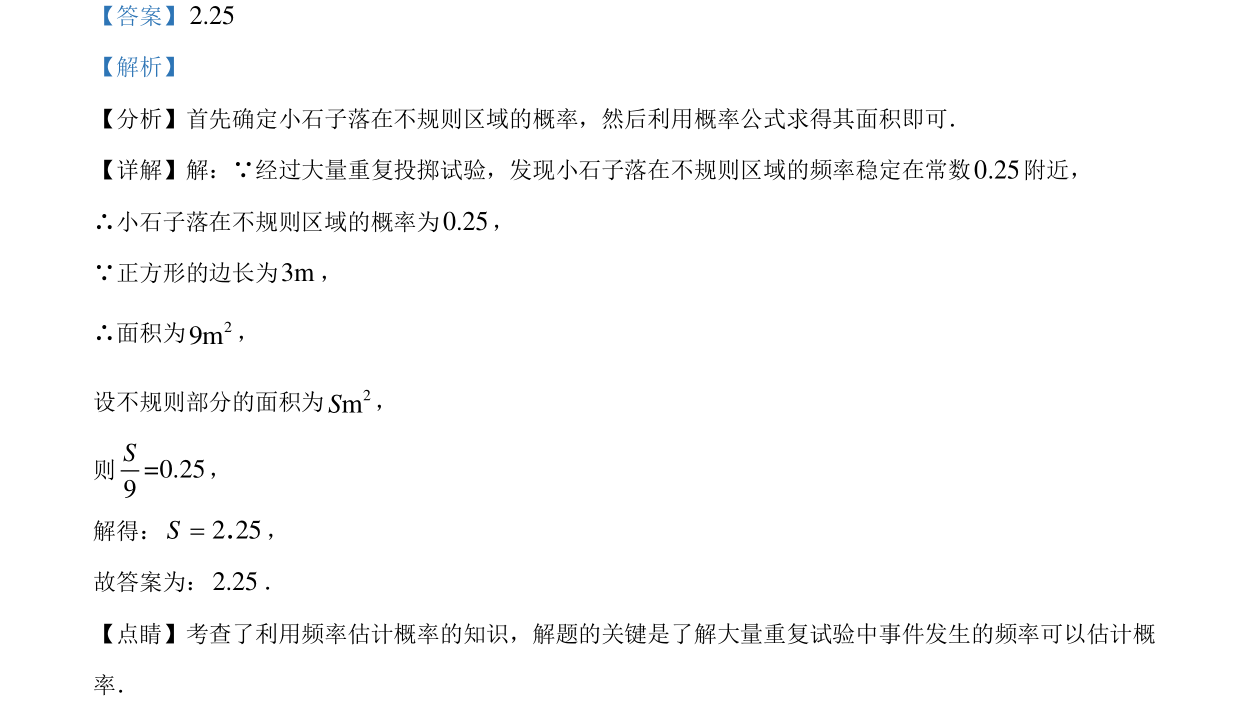 【答案】2.25
【解析】
【分析】首先确定小石子落在不规则区域的概率，然后利用概率公式求得其面积即可．
【详解】解：∵经过大量重复投掷试验，发现小石子落在不规则区域的频率稳定在常数0.25附近，
∴小石子落在不规则区域的概率为0.25，
∵正方形的边长为3m，
∴面积为9m²，
设不规则部分的面积为Sm²，
则S/9=0.25，
解得：S = 2.25，
故答案为：2.25．
【点睛】考查了利用频率估计概率的知识，解题的关键是了解大量重复试验中事件发生的频率可以估计概
率．